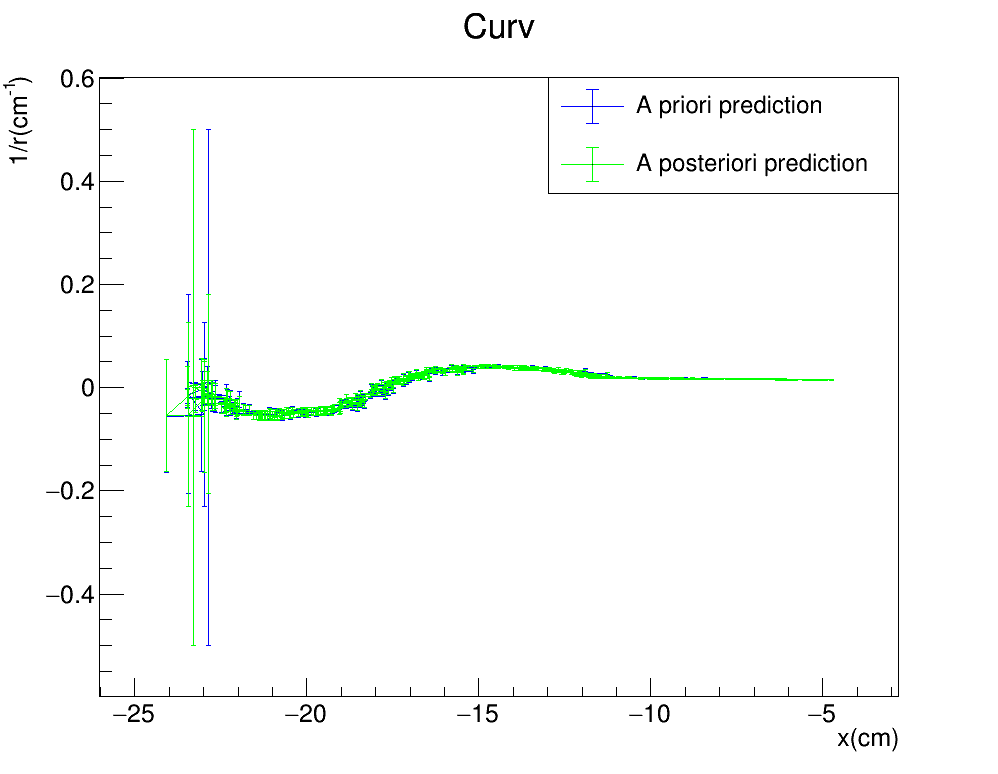 Curv
1/r(cm⁻¹)
A priori prediction
A posteriori prediction
0.6
0.4
0.2
0
−0.2
−0.4
−25 −20 −15 −10 −5
x(cm)